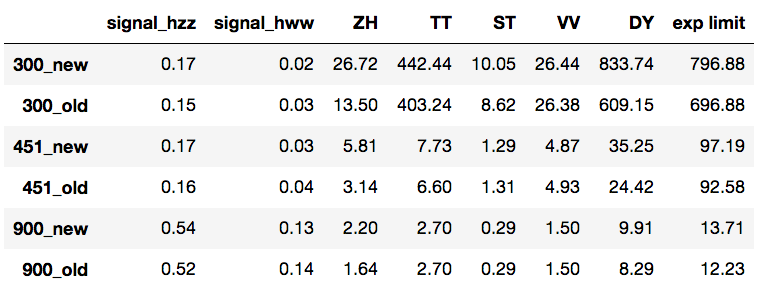 signal_hzz signal_hww ZH TT ST VV DY exp limit
300_new 0.17 0.02 26.72 442.44 10.05 26.44 833.74 796.88
300_old 0.15 0.03 13.50 403.24 8.62 26.38 609.15 696.88
451_new 0.17 0.03 5.81 7.73 1.29 4.87 35.25 97.19
451_old 0.16 0.04 3.14 6.60 1.31 4.93 24.42 92.58
900_new 0.54 0.13 2.20 2.70 0.29 1.50 9.91 13.71
900_old 0.52 0.14 1.64 2.70 0.29 1.50 8.29 12.23